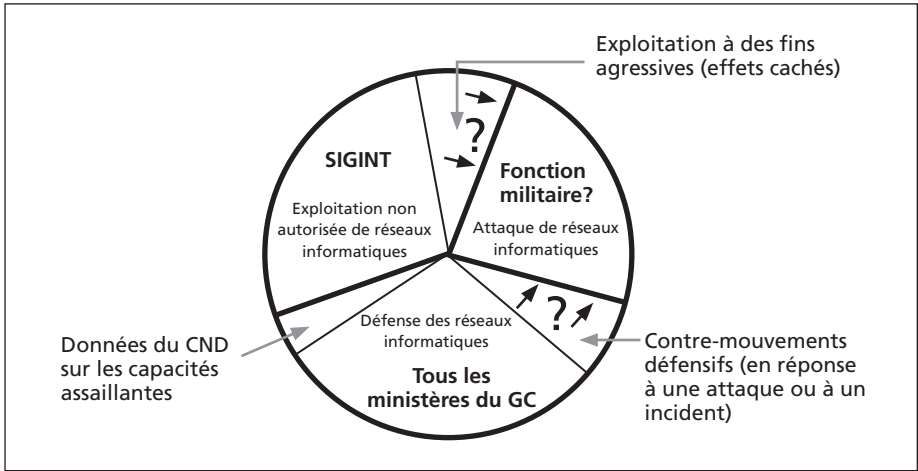 Exploitation à des fins
agressives (effets cachés)
?
SIGINT
Exploitation non
autorisée de réseaux
informatiques
Fonction
militaire?
Attaque de réseaux
informatiques
?
Défense des réseaux
informatiques
Tous les
ministères du GC
Données du CND
sur les capacités
assaillantes
Contre-mouvements
défensifs (en réponse
à une attaque ou à un
incident)